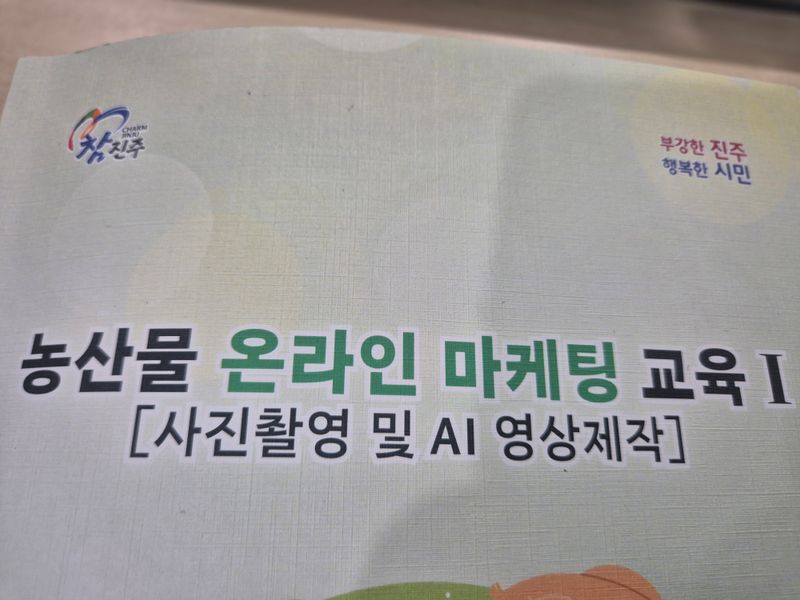 CHARM
JINJU
참진주
부강한 진주
행복한 시민
농산물 온라인 마케팅 교육 I
[사진촬영 및 AI 영상제작]